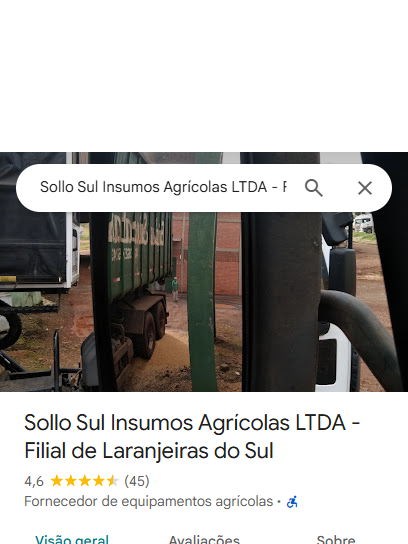 Sollo Sul Insumos Agrícolas LTDA - F
Sollo Sul Insumos Agrícolas LTDA -
Filial de Laranjeiras do Sul
4,6 (45)
Fornecedor de equipamentos agrícolas ·
Visão geral Avaliações Sobre